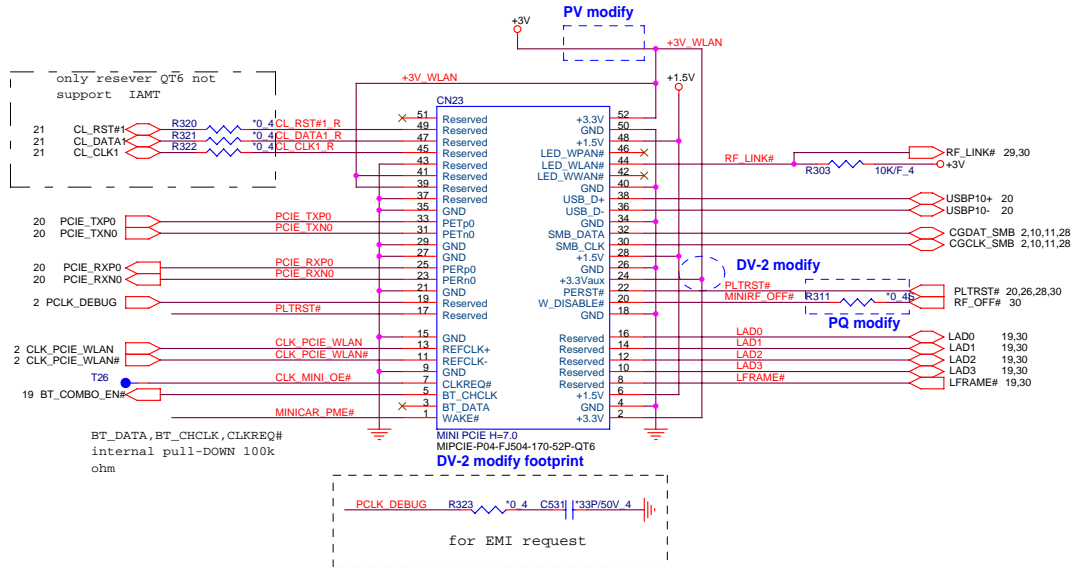 PV modify
+3V
+3V_WLAN
+3V_WLAN
+1.5V
only resever QT6 not
support IAMT
CN23
21 CL_RST#1 R320 *0_4 CL_RST#1_R
21 CL_DATA1 R321 *0_4 CL_DATA1_R
21 CL_CLK1 R322 *0_4 CL_CLK1_R
51 Reserved +3.3V 52
49 Reserved GND 50
47 Reserved +1.5V 48
45 Reserved LED_WPAN# 46
43 Reserved LED_WLAN# 44
41 Reserved LED_WWAN# 42
39 Reserved GND 40
37 Reserved USB_D+ 38
35 GND USB_D- 36
33 PETp0 GND 34
31 PETn0 SMB_DATA 32
29 GND SMB_CLK 30
27 GND +1.5V 28
25 PERp0 GND 26
23 PERn0 +3.3Vaux 24
21 GND PERST# 22
19 Reserved W_DISABLE# 20
17 Reserved GND 18
15 GND Reserved 16
13 REFCLK+ Reserved 14
11 REFCLK- Reserved 12
9 GND Reserved 10
7 CLKREQ# Reserved 8
5 BT_CHCLK +1.5V 6
3 BT_DATA GND 4
1 WAKE# +3.3V 2
RF_LINK# RF_LINK# 29,30
R303 10K/F_4 +3V
20 PCIE_TXP0 PCIE_TXP0
20 PCIE_TXN0 PCIE_TXN0
20 PCIE_RXP0 PCIE_RXP0
20 PCIE_RXN0 PCIE_RXN0
2 PCLK_DEBUG
PLTRST#
2 CLK_PCIE_WLAN CLK_PCIE_WLAN
2 CLK_PCIE_WLAN# CLK_PCIE_WLAN#
T26 CLK_MINI_OE#
19 BT_COMBO_EN#
MINICAR_PME#
USBP10+ 20
USBP10- 20
CGDAT_SMB 2,10,11,28
CGCLK_SMB 2,10,11,28
DV-2 modify
PLTRST# PLTRST# 20,26,28,30
MINIRF_OFF# R311 *0_4S RF_OFF# 30
PQ modify
LAD0 LAD0 19,30
LAD1 LAD1 19,30
LAD2 LAD2 19,30
LAD3 LAD3 19,30
LFRAME# LFRAME# 19,30
BT_DATA,BT_CHCLK,CLKREQ#
internal pull-DOWN 100k
ohm
MINI PCIE H=7.0
MIPCIE-P04-FJ504-170-52P-QT6
DV-2 modify footprint
PCLK_DEBUG R323 *0_4 C531 *33P/50V_4
for EMI request